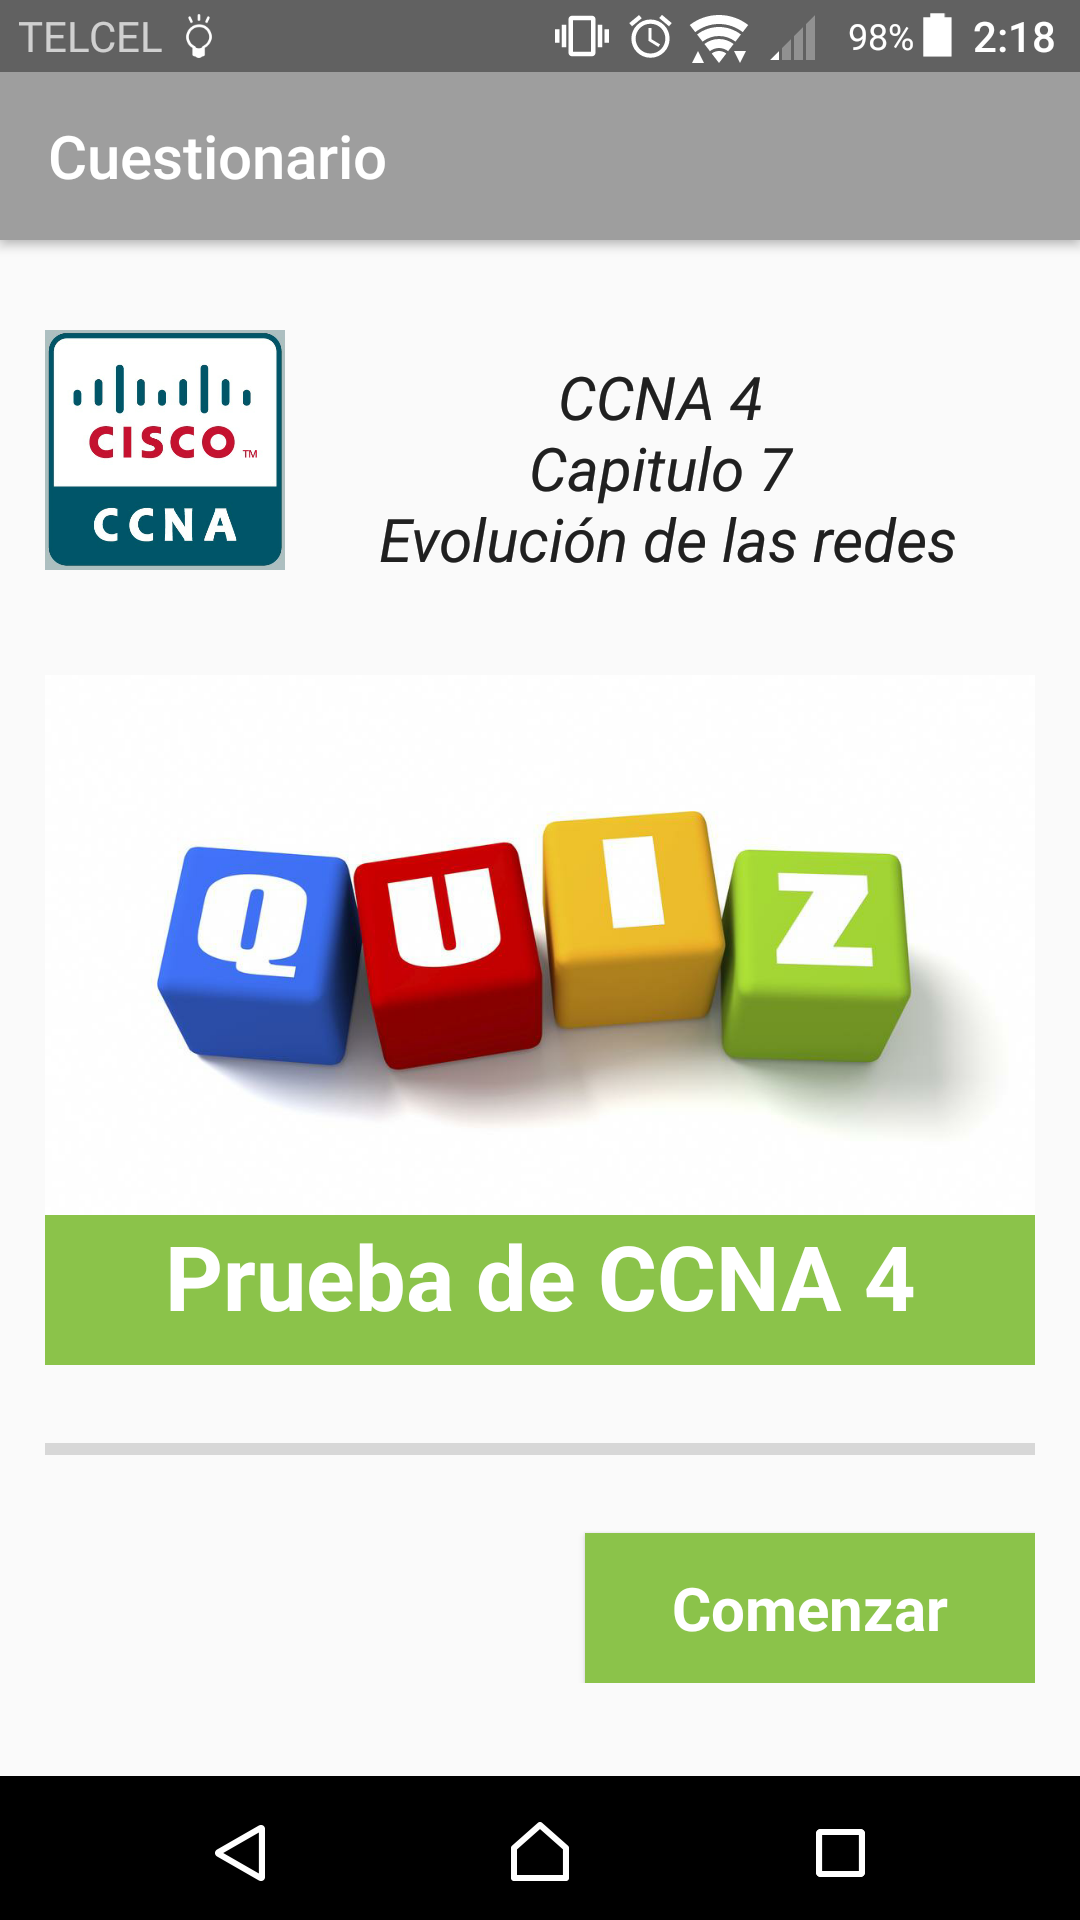 TELCEL 98% 2:18
Cuestionario
CISCO™
CCNA
CCNA 4
Capitulo 7
Evolución de las redes
QUIZ
Prueba de CCNA 4
Comenzar